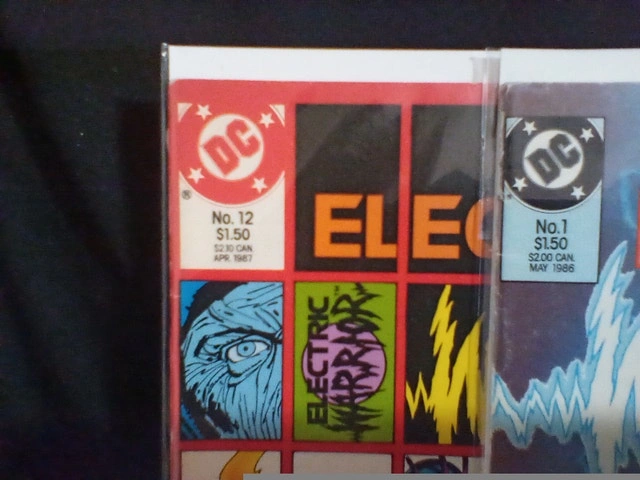 DC
®
No. 12
$1.50
$2.10 CAN.
APR. 1987
ELEC
ELECTRIC
WARRIOR™
DC
No. 1
$1.50
$2.00 CAN.
MAY 1986